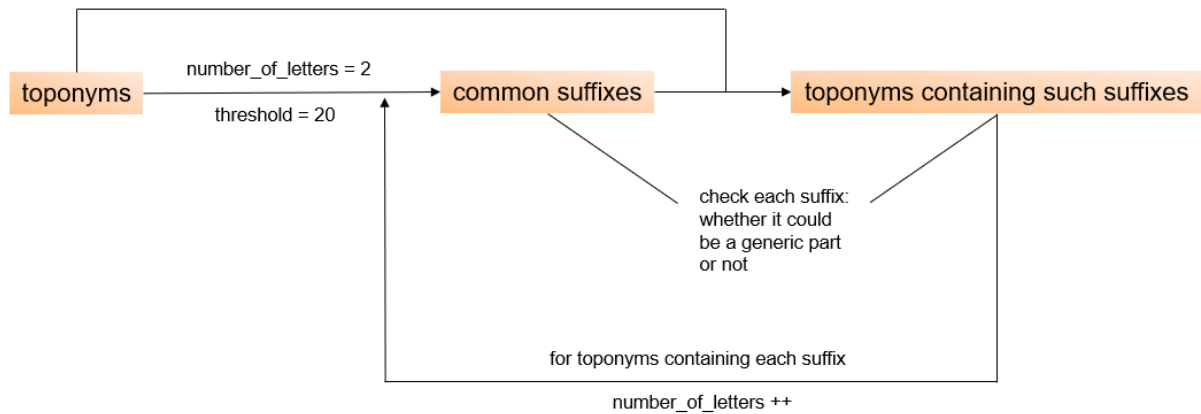 number_of_letters = 2
toponyms
common suffixes
toponyms containing such suffixes
threshold = 20
check each suffix:
whether it could
be a generic part
or not
for toponyms containing each suffix
number_of_letters ++